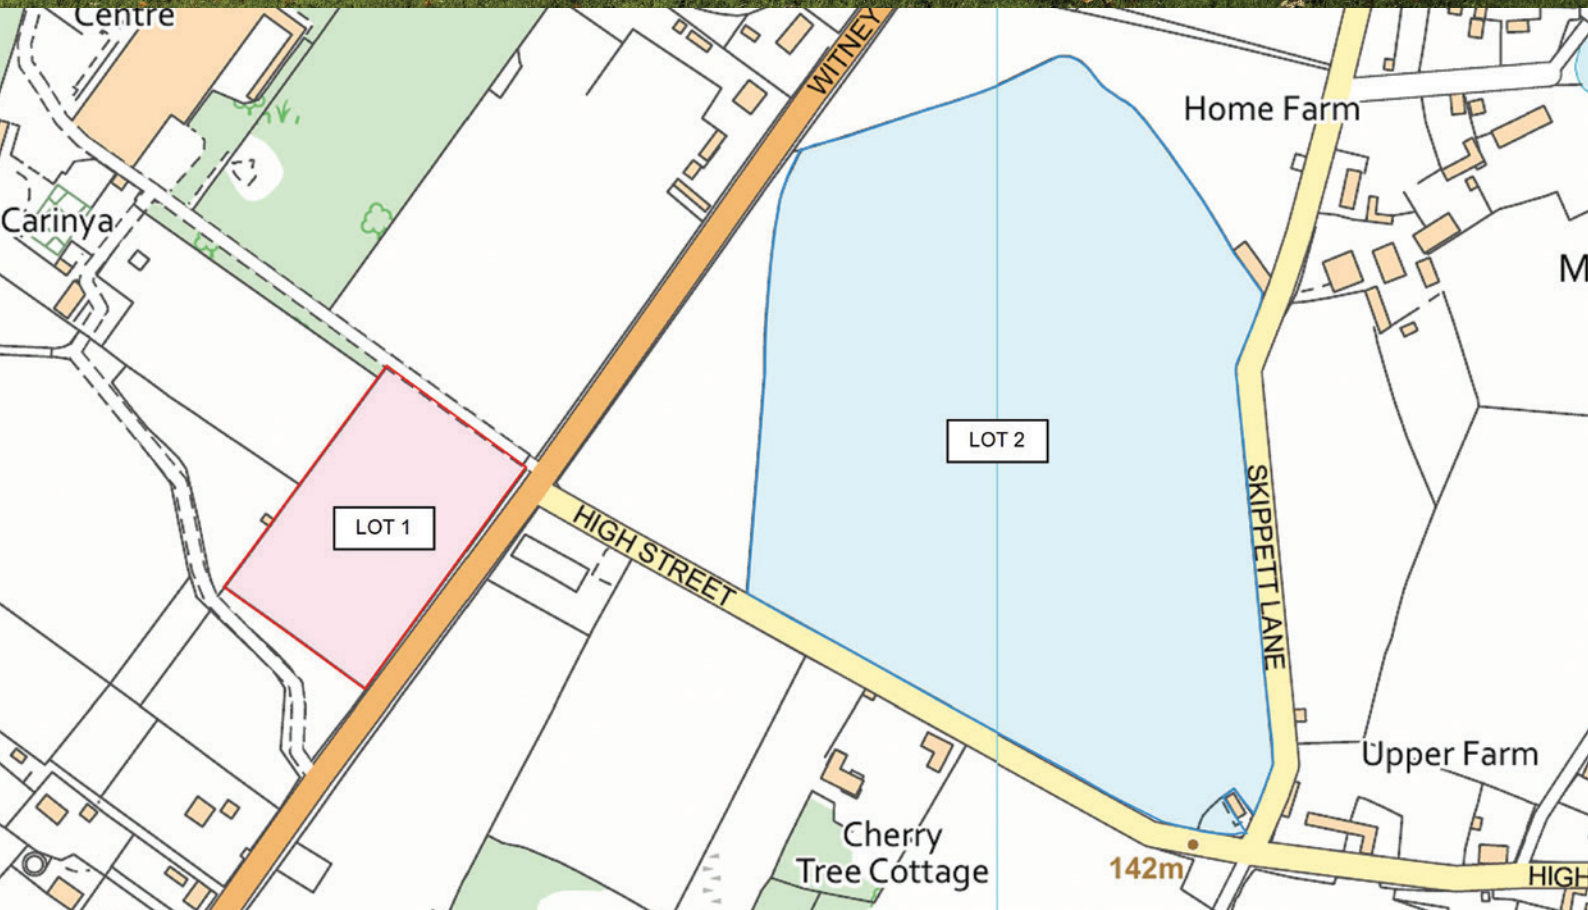 Centre
WITNEY
Home Farm
Carinya
M
LOT 2
LOT 1
HIGH STREET
SKIPPETT LANE
Upper Farm
Cherry
Tree Cottage
142m
HIGH